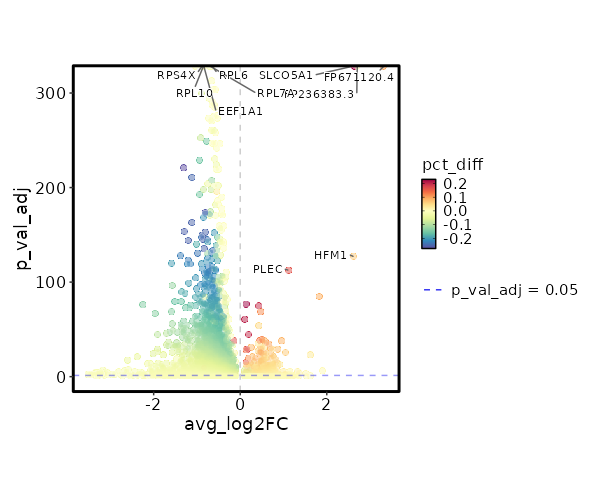 RPS4X RPL6 SLCO5A1 FP671120.4
RPL10 RPL7A FP236383.3
EEF1A1
HFM1
PLEC
300
200
100
0
-2 0 2
avg_log2FC
p_val_adj
pct_diff
0.2
0.1
0.0
-0.1
-0.2
p_val_adj = 0.05